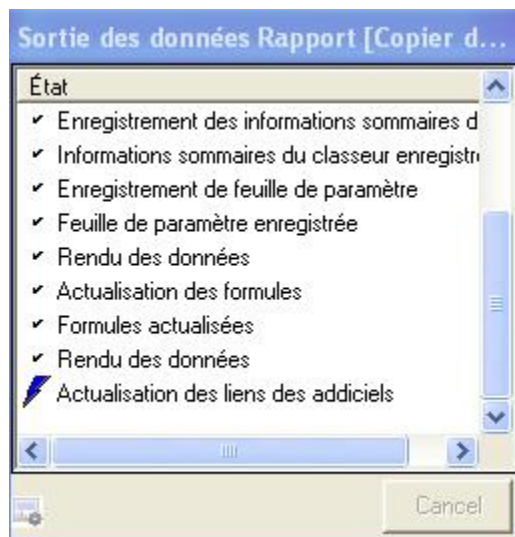 Sortie des données Rapport [Copier d...
État
Enregistrement des informations sommaires d
Informations sommaires du classeur enregistr
Enregistrement de feuille de paramètre
Feuille de paramètre enregistrée
Rendu des données
Actualisation des formules
Formules actualisées
Rendu des données
Actualisation des liens des addiciels
Cancel